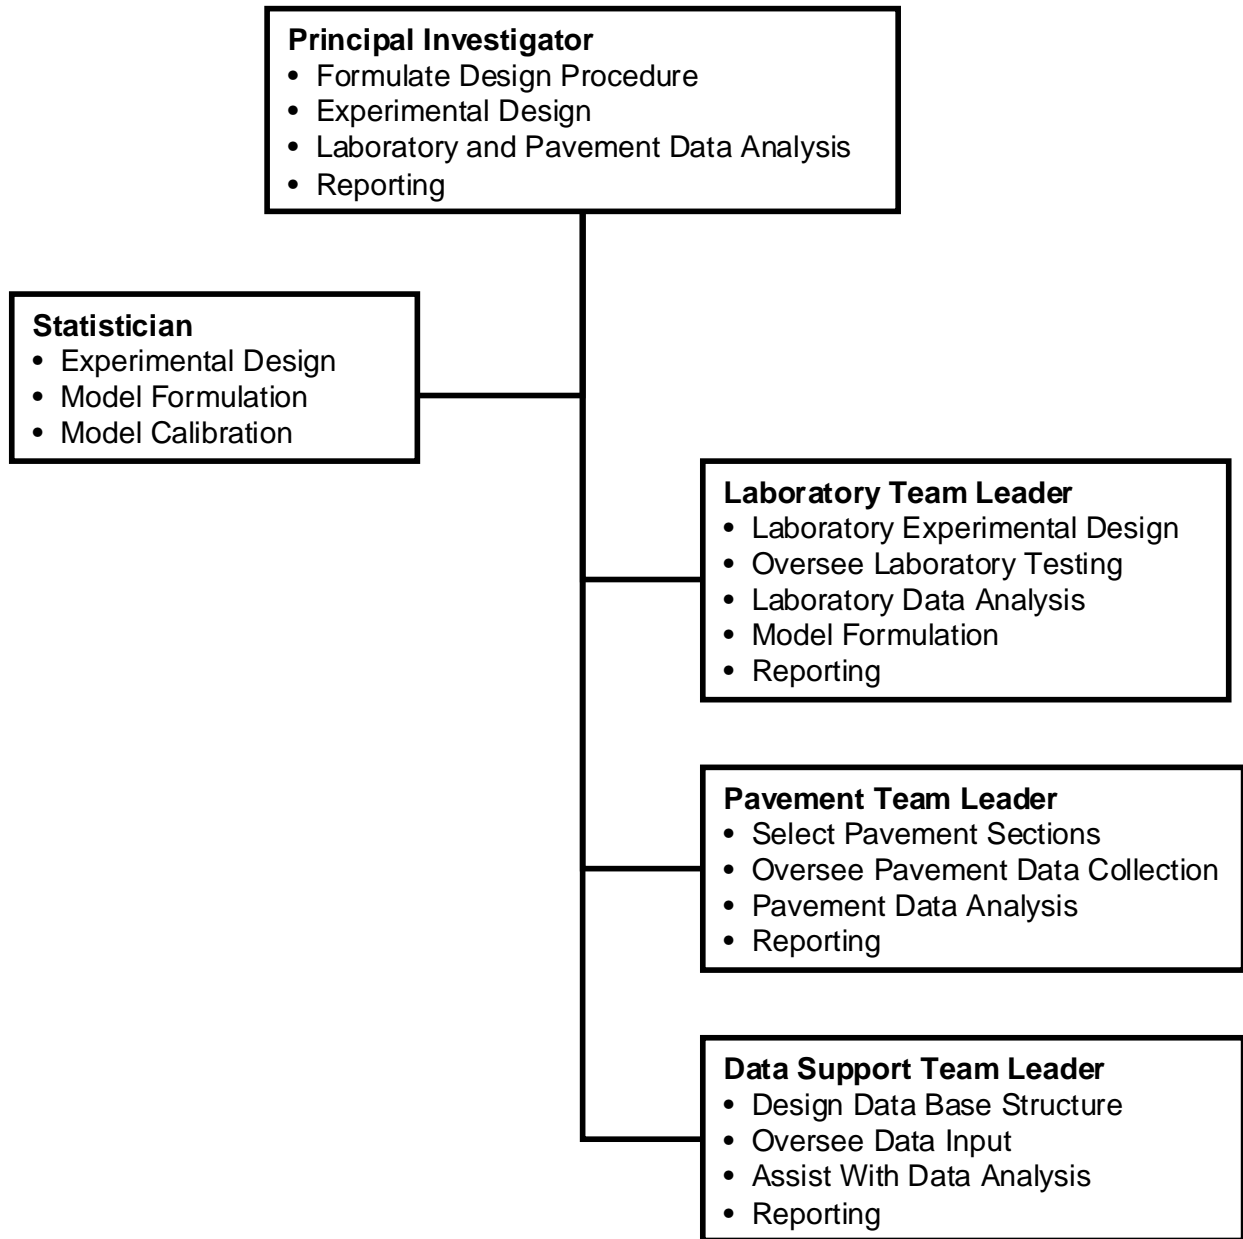 Principal Investigator
• Formulate Design Procedure
• Experimental Design
• Laboratory and Pavement Data Analysis
• Reporting
Statistician
• Experimental Design
• Model Formulation
• Model Calibration
Laboratory Team Leader
• Laboratory Experimental Design
• Oversee Laboratory Testing
• Laboratory Data Analysis
• Model Formulation
• Reporting
Pavement Team Leader
• Select Pavement Sections
• Oversee Pavement Data Collection
• Pavement Data Analysis
• Reporting
Data Support Team Leader
• Design Data Base Structure
• Oversee Data Input
• Assist With Data Analysis
• Reporting